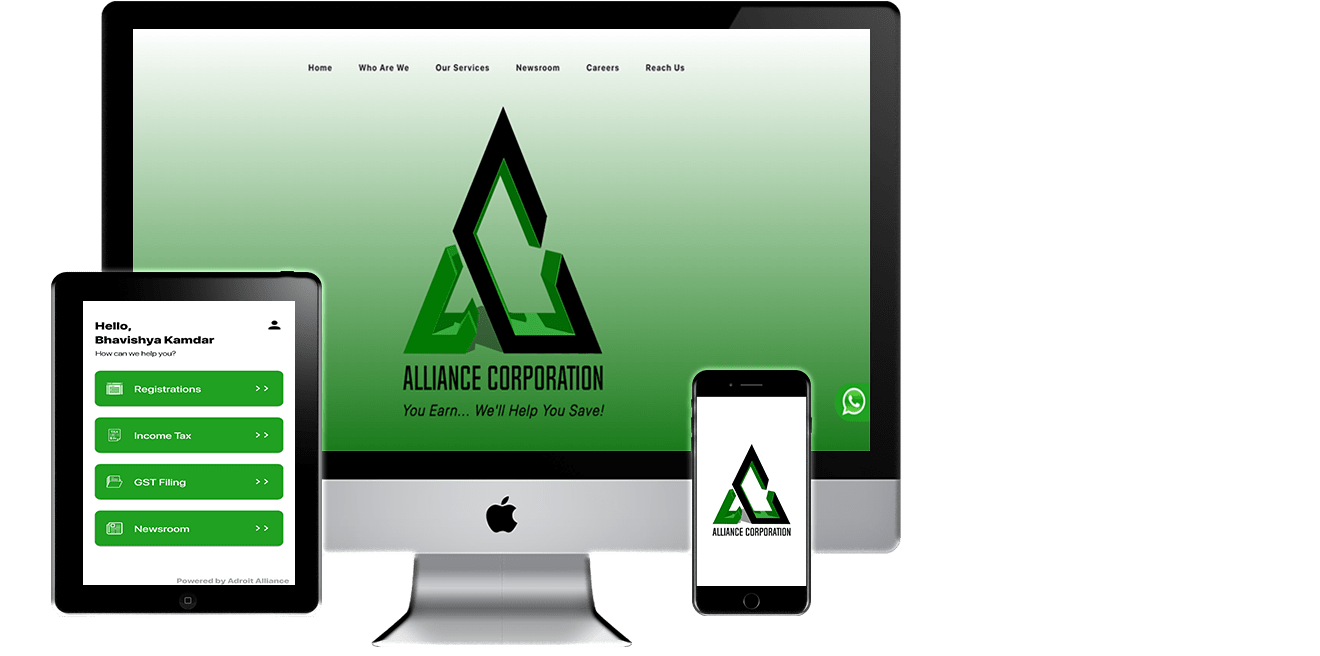 Home Who Are We Our Services Newsroom Careers Reach Us
ALLIANCE CORPORATION
You Earn... We'll Help You Save!
Hello,
Bhavishya Kamdar
How can we help you?
Registrations >>
Income Tax >>
GST Filing >>
Newsroom >>
Powered by Adroit Alliance
ALLIANCE CORPORATION